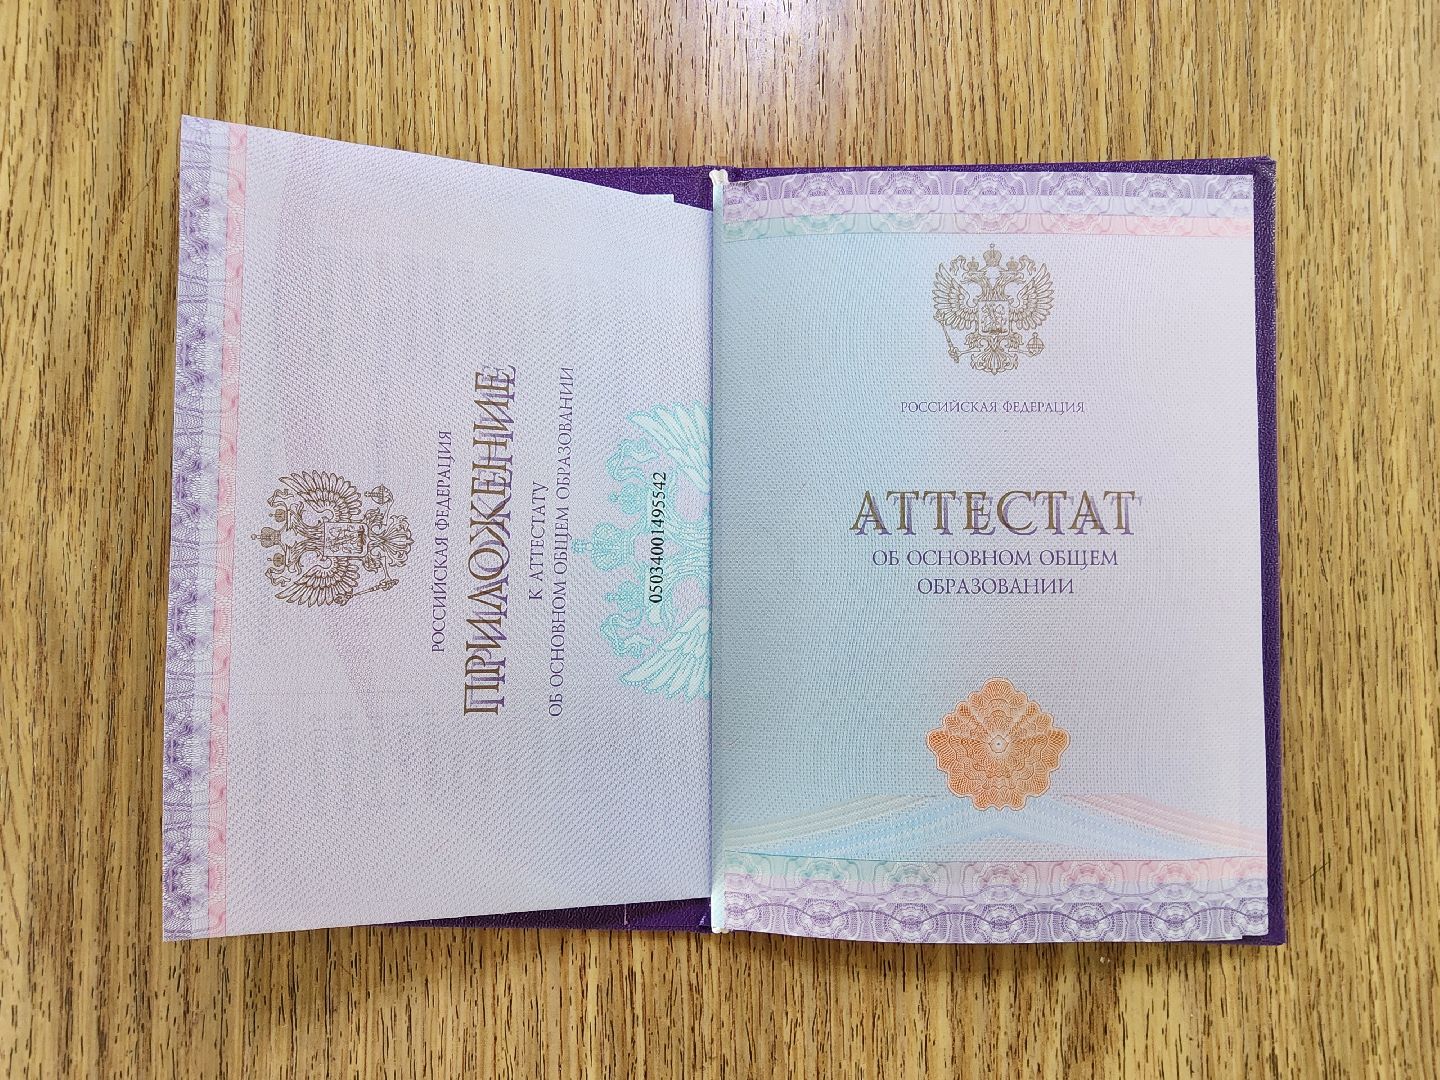 РОССИЙСКАЯ ФЕДЕРАЦИЯ
ПРИЛОЖЕНИЕ
К АТТЕСТАТУ
ОБ ОСНОВНОМ ОБЩЕМ ОБРАЗОВАНИИ
05034001495542
РОССИЙСКАЯ ФЕДЕРАЦИЯ
АТТЕСТАТ
ОБ ОСНОВНОМ ОБЩЕМ
ОБРАЗОВАНИИ